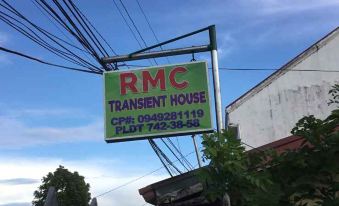 RMC
TRANSIENT HOUSE
CP#: 0949281119
PLDT 742-38-58